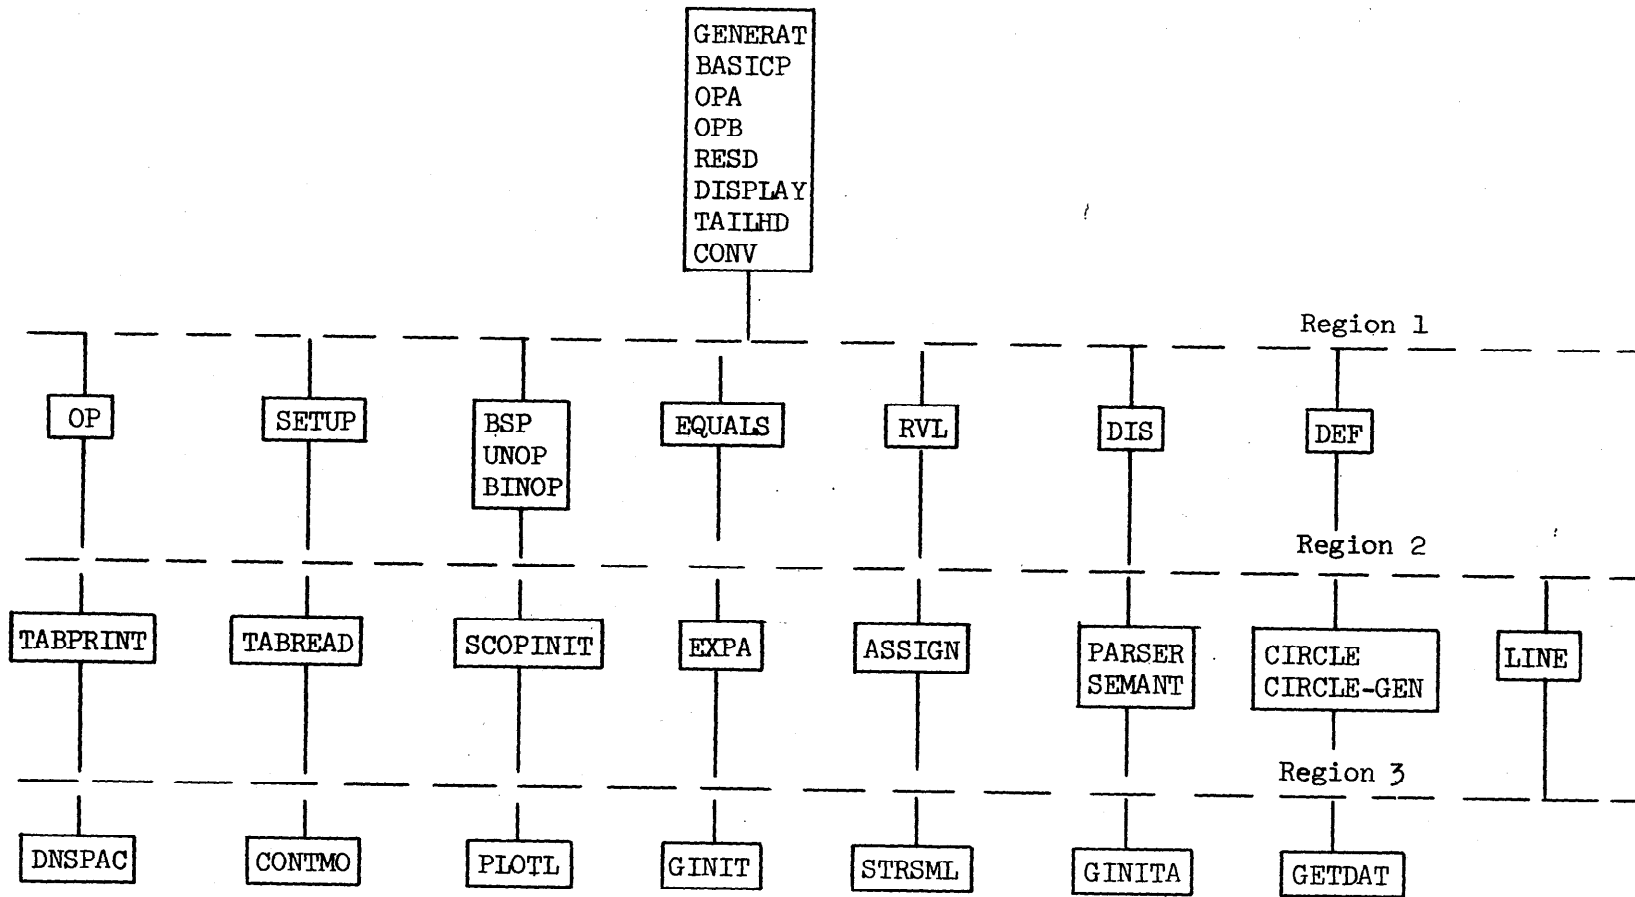 GENERAT
BASICP
OPA
OPB
RESD
DISPLAY
TAILHD
CONV
Region 1
OP
SETUP
BSP
UNOP
BINOP
EQUALS
RVL
DIS
DEF
Region 2
TABPRINT
TABREAD
SCOPINIT
EXPA
ASSIGN
PARSER
SEMANT
CIRCLE
CIRCLE-GEN
LINE
Region 3
DNSPAC
CONTMO
PLOTL
GINIT
STRSML
GINITA
GETDAT